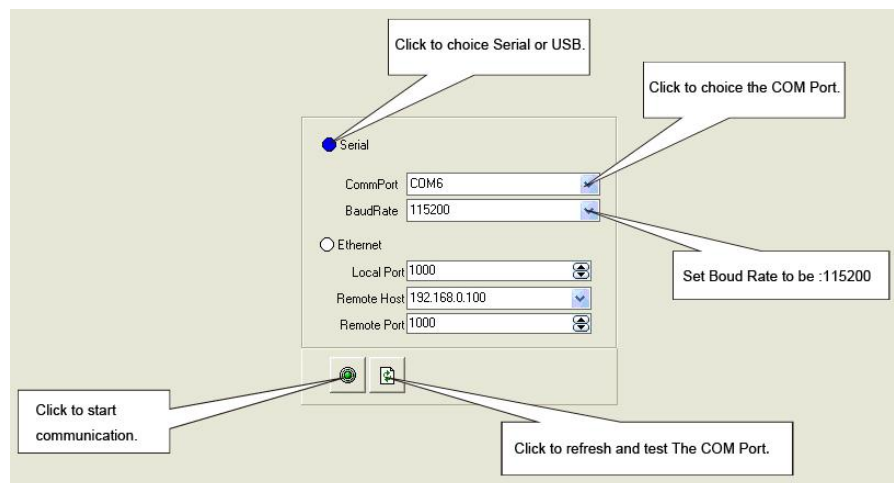 Click to choice Serial or USB.
Click to choice the COM Port.
Serial
CommPort COM6
BaudRate 115200
Ethernet
Local Port 1000
Set Boud Rate to be :115200
Remote Host 192.168.0.100
Remote Port 1000
Click to start
communication.
Click to refresh and test The COM Port.